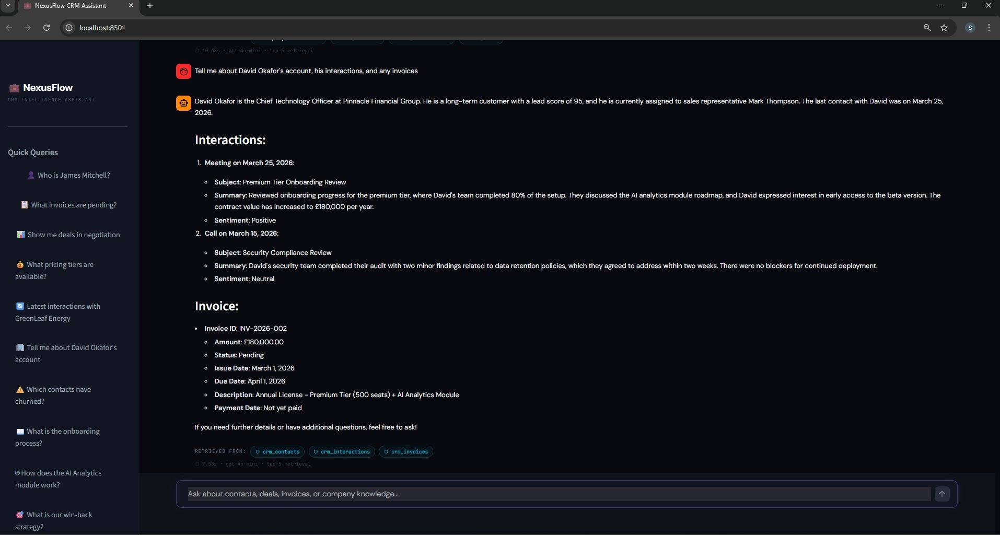 NexusFlow CRM Assistant
localhost:8501
S
NexusFlow
CRM INTELLIGENCE ASSISTANT
Quick Queries
Who is James Mitchell?
What invoices are pending?
Show me deals in negotiation
What pricing tiers are
available?
Latest interactions with
GreenLeaf Energy
Tell me about David Okafor's
account
Which contacts have
churned?
What is the onboarding
process?
How does the AI Analytics
module work?
What is our win-back
strategy?
10.68s · gpt-4o-mini · top-5 retrieval
Tell me about David Okafor's account, his interactions, and any invoices
David Okafor is the Chief Technology Officer at Pinnacle Financial Group. He is a long-term customer with a lead score of 95, and he is currently assigned to sales representative Mark Thompson. The last contact with David was on March 25,
2026.
Interactions:
1. Meeting on March 25, 2026:
Subject: Premium Tier Onboarding Review
Summary: Reviewed onboarding progress for the premium tier, where David's team completed 80% of the setup. They discussed the AI analytics module roadmap, and David expressed interest in early access to the beta version. The
contract value has increased to £180,000 per year.
Sentiment: Positive
2. Call on March 15, 2026:
Subject: Security Compliance Review
Summary: David's security team completed their audit with two minor findings related to data retention policies, which they agreed to address within two weeks. There were no blockers for continued deployment.
Sentiment: Neutral
Invoice:
• Invoice ID: INV-2026-002
Amount: £180,000.00
Status: Pending
Issue Date: March 1, 2026
Due Date: April 1, 2026
Description: Annual License - Premium Tier (500 seats) + AI Analytics Module
Payment Date: Not yet paid
If you need further details or have additional questions, feel free to ask!
RETRIEVED FROM: crm_contacts crm_interactions crm_invoices
7.53s · gpt-4o-mini · top-5 retrieval
Ask about contacts, deals, invoices, or company knowledge...